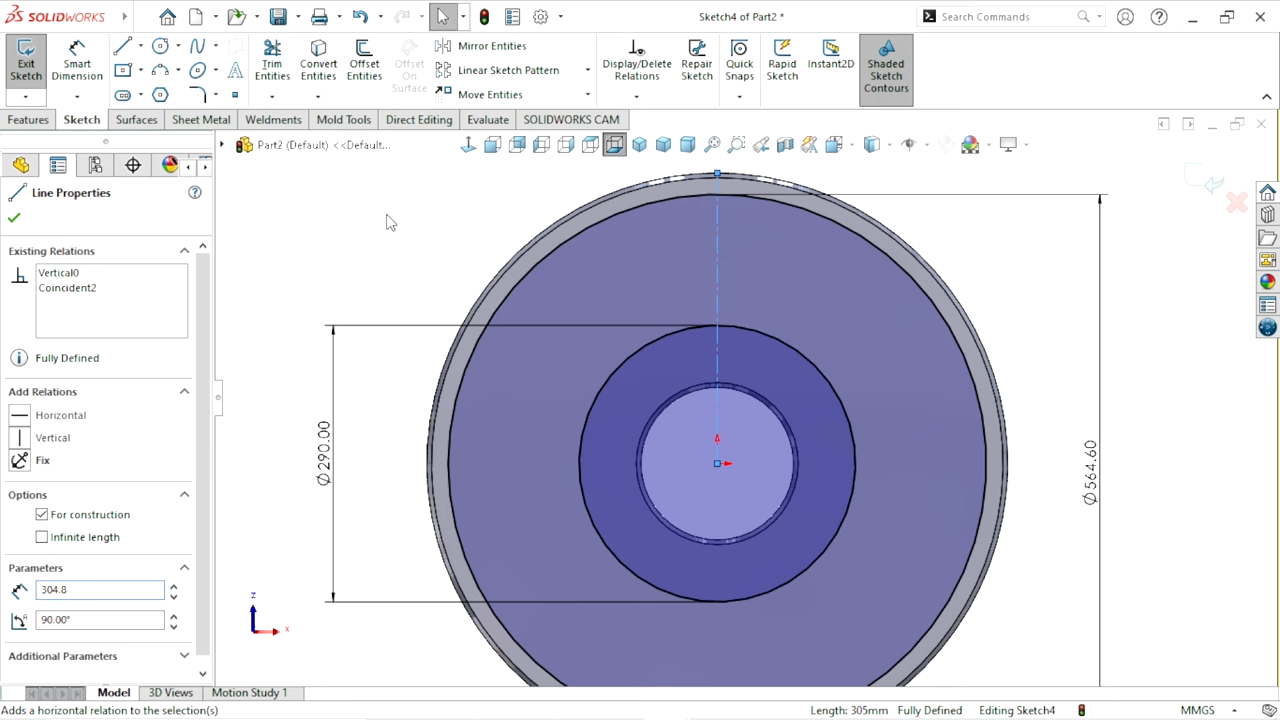 SOLIDWORKS
Sketch4 of Part2 *
Search Commands
Exit Sketch
Smart Dimension
Trim Entities
Convert Entities
Offset Entities
Offset On Surface
Mirror Entities
Linear Sketch Pattern
Move Entities
Display/Delete Relations
Repair Sketch
Quick Snaps
Rapid Sketch
Instant2D
Shaded Sketch Contours
Features
Sketch
Surfaces
Sheet Metal
Weldments
Mold Tools
Direct Editing
Evaluate
SOLIDWORKS CAM
Part2 (Default) <<Default...
Line Properties
Existing Relations
Vertical0
Coincident2
Fully Defined
Add Relations
Horizontal
Vertical
Fix
Options
For construction
Infinite length
Parameters
304.8
90.00°
Additional Parameters
Ø290.00
Ø564.60
z
x
Model
3D Views
Motion Study 1
Adds a horizontal relation to the selection(s)
Length: 305mm
Fully Defined
Editing Sketch4
MMGS